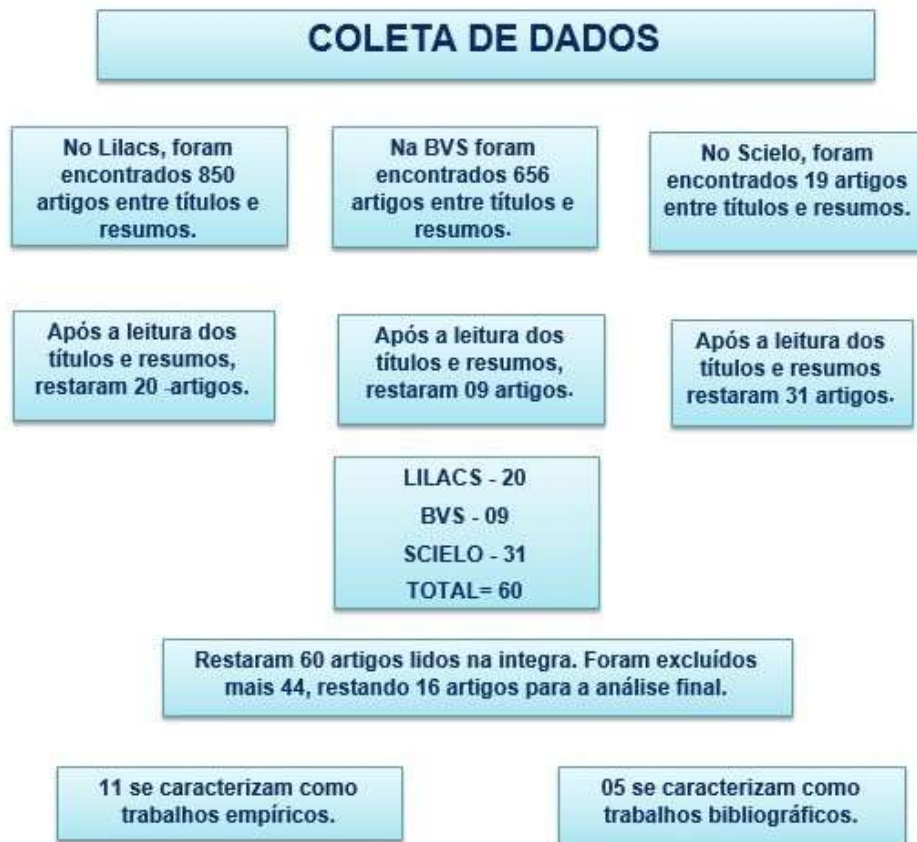 COLETA DE DADOS
No Lilacs, foram
encontrados 850
artigos entre títulos e
resumos.
Na BVS foram
encontrados 656
artigos entre títulos e
resumos.
No Scielo, foram
encontrados 19 artigos
entre títulos e resumos.
Após a leitura dos
títulos e resumos,
restaram 20 -artigos.
Após a leitura dos
títulos e resumos,
restaram 09 artigos.
Após a leitura dos
títulos e resumos
restaram 31 artigos.
LILACS - 20
BVS - 09
SCIELO - 31
TOTAL= 60
Restaram 60 artigos lidos na integra. Foram excluídos
mais 44, restando 16 artigos para a análise final.
11 se caracterizam como
trabalhos empíricos.
05 se caracterizam como
trabalhos bibliográficos.